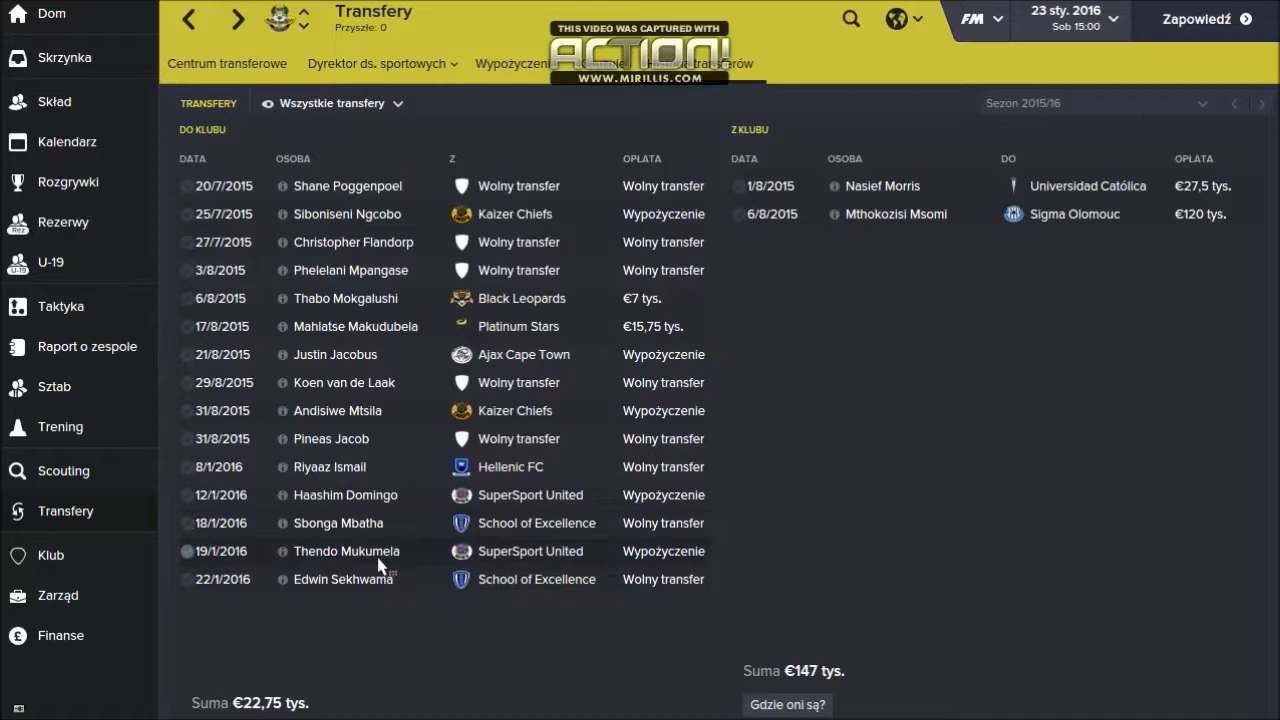 Dom
Skrzynka
Skład
Kalendarz
Rozgrywki
Rezerwy
Rez
U-19
U-19
Taktyka
Raport o zespole
Sztab
Trening
Scouting
Transfery
Klub
Zarząd
Finanse
Transfery
Przyszłe: 0
THIS VIDEO WAS CAPTURED WITH
ACTION!
WWW.MIRILLIS.COM
FM
23 sty. 2016
Sob 15:00
Zapowiedź
Centrum transferowe Dyrektor ds. sportowych
TRANSFERY Wszystkie transfery Sezon 2015/16
DO KLUBU
DATA OSOBA Z OPŁATA
20/7/2015 Shane Poggenpoel Wolny transfer Wolny transfer
25/7/2015 Siboniseni Ngcobo Kaizer Chiefs Wypożyczenie
27/7/2015 Christopher Flandorp Wolny transfer Wolny transfer
3/8/2015 Phelelani Mpangase Wolny transfer Wolny transfer
6/8/2015 Thabo Mokgalushi Black Leopards €7 tys.
17/8/2015 Mahlatse Makudubela Platinum Stars €15,75 tys.
21/8/2015 Justin Jacobus Ajax Cape Town Wypożyczenie
29/8/2015 Koen van de Laak Wolny transfer Wolny transfer
31/8/2015 Andisiwe Mtsila Kaizer Chiefs Wypożyczenie
31/8/2015 Pineas Jacob Wolny transfer Wolny transfer
8/1/2016 Riyaaz Ismail Hellenic FC Wolny transfer
12/1/2016 Haashim Domingo SuperSport United Wypożyczenie
18/1/2016 Sbonga Mbatha School of Excellence Wolny transfer
19/1/2016 Thendo Mukumela SuperSport United Wypożyczenie
22/1/2016 Edwin Sekhwama School of Excellence Wolny transfer
Suma €22,75 tys.
Z KLUBU
DATA OSOBA DO OPŁATA
1/8/2015 Nasief Morris Universidad Católica €27,5 tys.
6/8/2015 Mthokozisi Msomi Sigma Olomouc €120 tys.
Suma €147 tys.
Gdzie oni są?